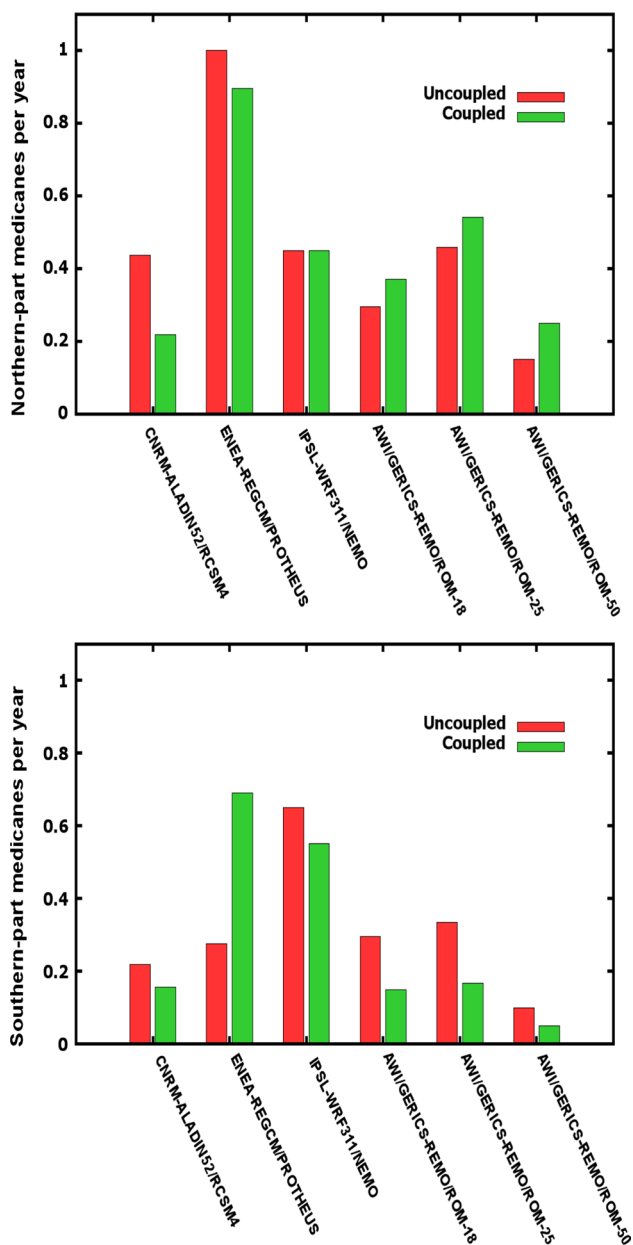 Northern-part medicanes per year
1
0.8
0.6
0.4
0.2
0
Uncoupled
Coupled
CNRM-ALADIN52/RCSM4
ENEA-REGCM/PROTHEUS
IPSL-WRF311/NEMO
AWI/GERICS-REMO/ROM-18
AWI/GERICS-REMO/ROM-25
AWI/GERICS-REMO/ROM-50
Southern-part medicanes per year
1
0.8
0.6
0.4
0.2
0
Uncoupled
Coupled
CNRM-ALADIN52/RCSM4
ENEA-REGCM/PROTHEUS
IPSL-WRF311/NEMO
AWI/GERICS-REMO/ROM-18
AWI/GERICS-REMO/ROM-25
AWI/GERICS-REMO/ROM-50